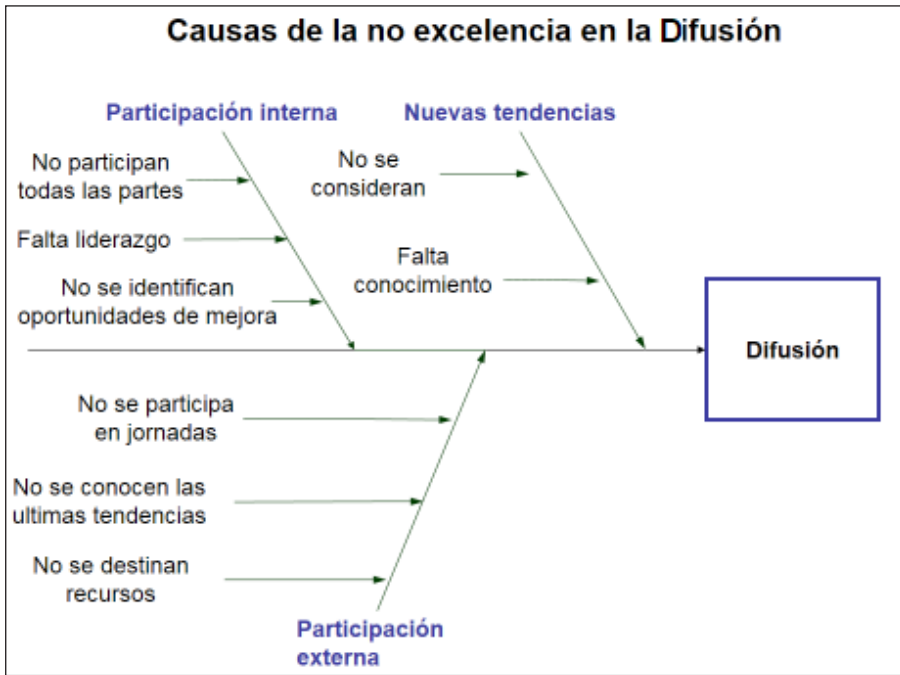 Causas de la no excelencia en la Difusión
Participación interna
Nuevas tendencias
No participan
todas las partes
Falta liderazgo
No se identifican
oportunidades de mejora
No se
consideran
Falta
conocimiento
Difusión
No se participa
en jornadas
No se conocen las
ultimas tendencias
No se destinan
recursos
Participación
externa